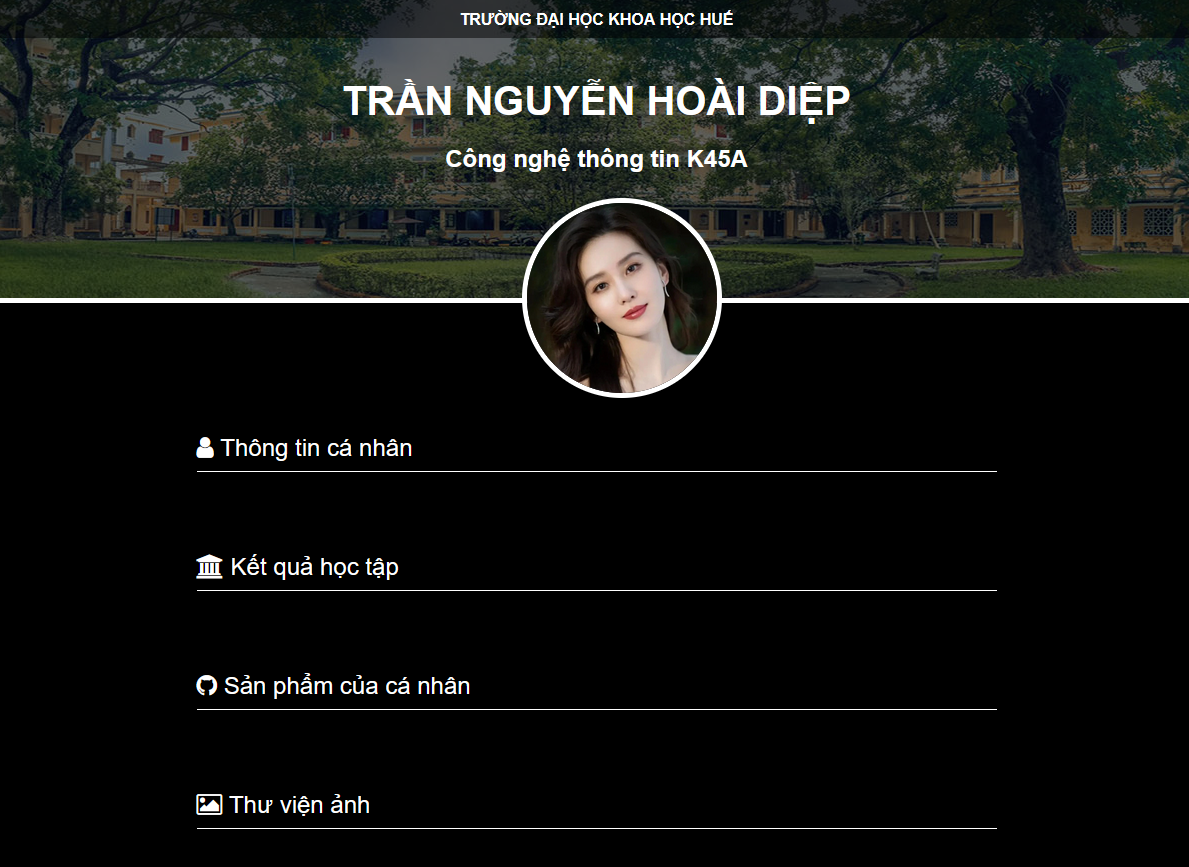 TRƯỜNG ĐẠI HỌC KHOA HỌC HUẾ
TRẦN NGUYỄN HOÀI DIỆP
Công nghệ thông tin K45A
Thông tin cá nhân
Kết quả học tập
Sản phẩm của cá nhân
Thư viện ảnh